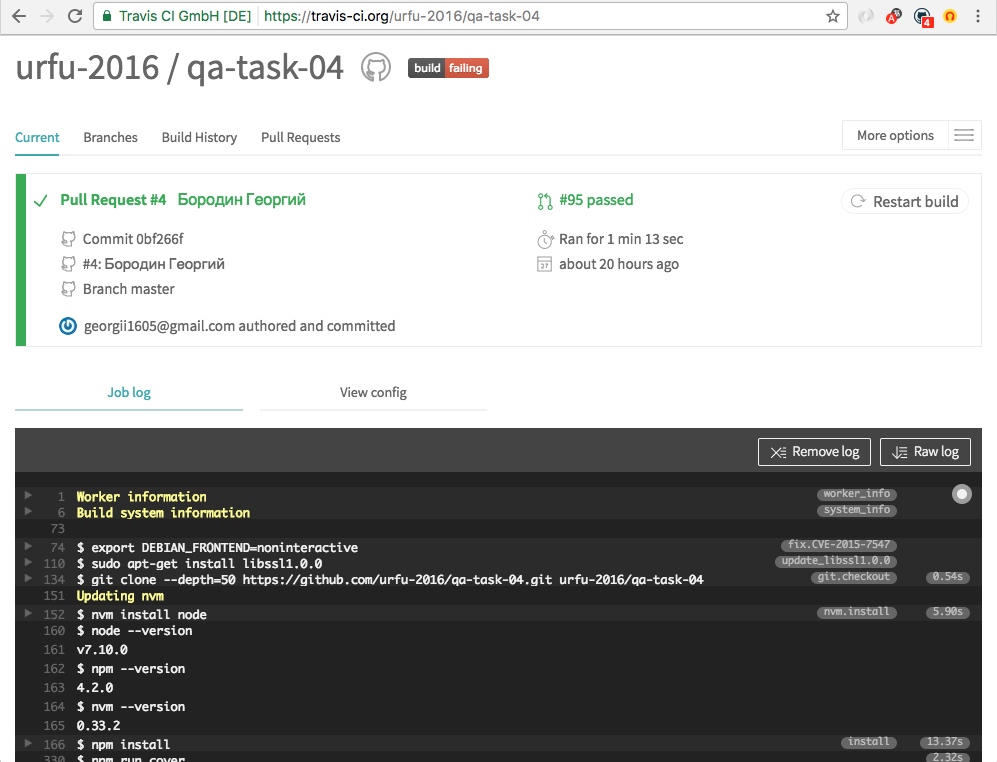 Travis CI GmbH [DE] https://travis-ci.org/urfu-2016/qa-task-04
4
urfu-2016 / qa-task-04 build failing
Current Branches Build History Pull Requests More options
Pull Request #4 Бородин Георгий #95 passed Restart build
Commit 0bf266f Ran for 1 min 13 sec
#4: Бородин Георгий about 20 hours ago
Branch master
georgii1605@gmail.com authored and committed
Job log View config
Remove log Raw log
1 Worker information worker_info
6 Build system information system_info
73
74 $ export DEBIAN_FRONTEND=noninteractive fix.CVE-2015-7547
110 $ sudo apt-get install libssl1.0.0 update_libssl1.0.0
134 $ git clone --depth=50 https://github.com/urfu-2016/qa-task-04.git urfu-2016/qa-task-04 git.checkout 0.54s
151 Updating nvm
152 $ nvm install node nvm.install 5.90s
160 $ node --version
161 v7.10.0
162 $ npm --version
163 4.2.0
164 $ nvm --version
165 0.33.2
166 $ npm install install 13.37s
330 $ npm run cover 2.32s